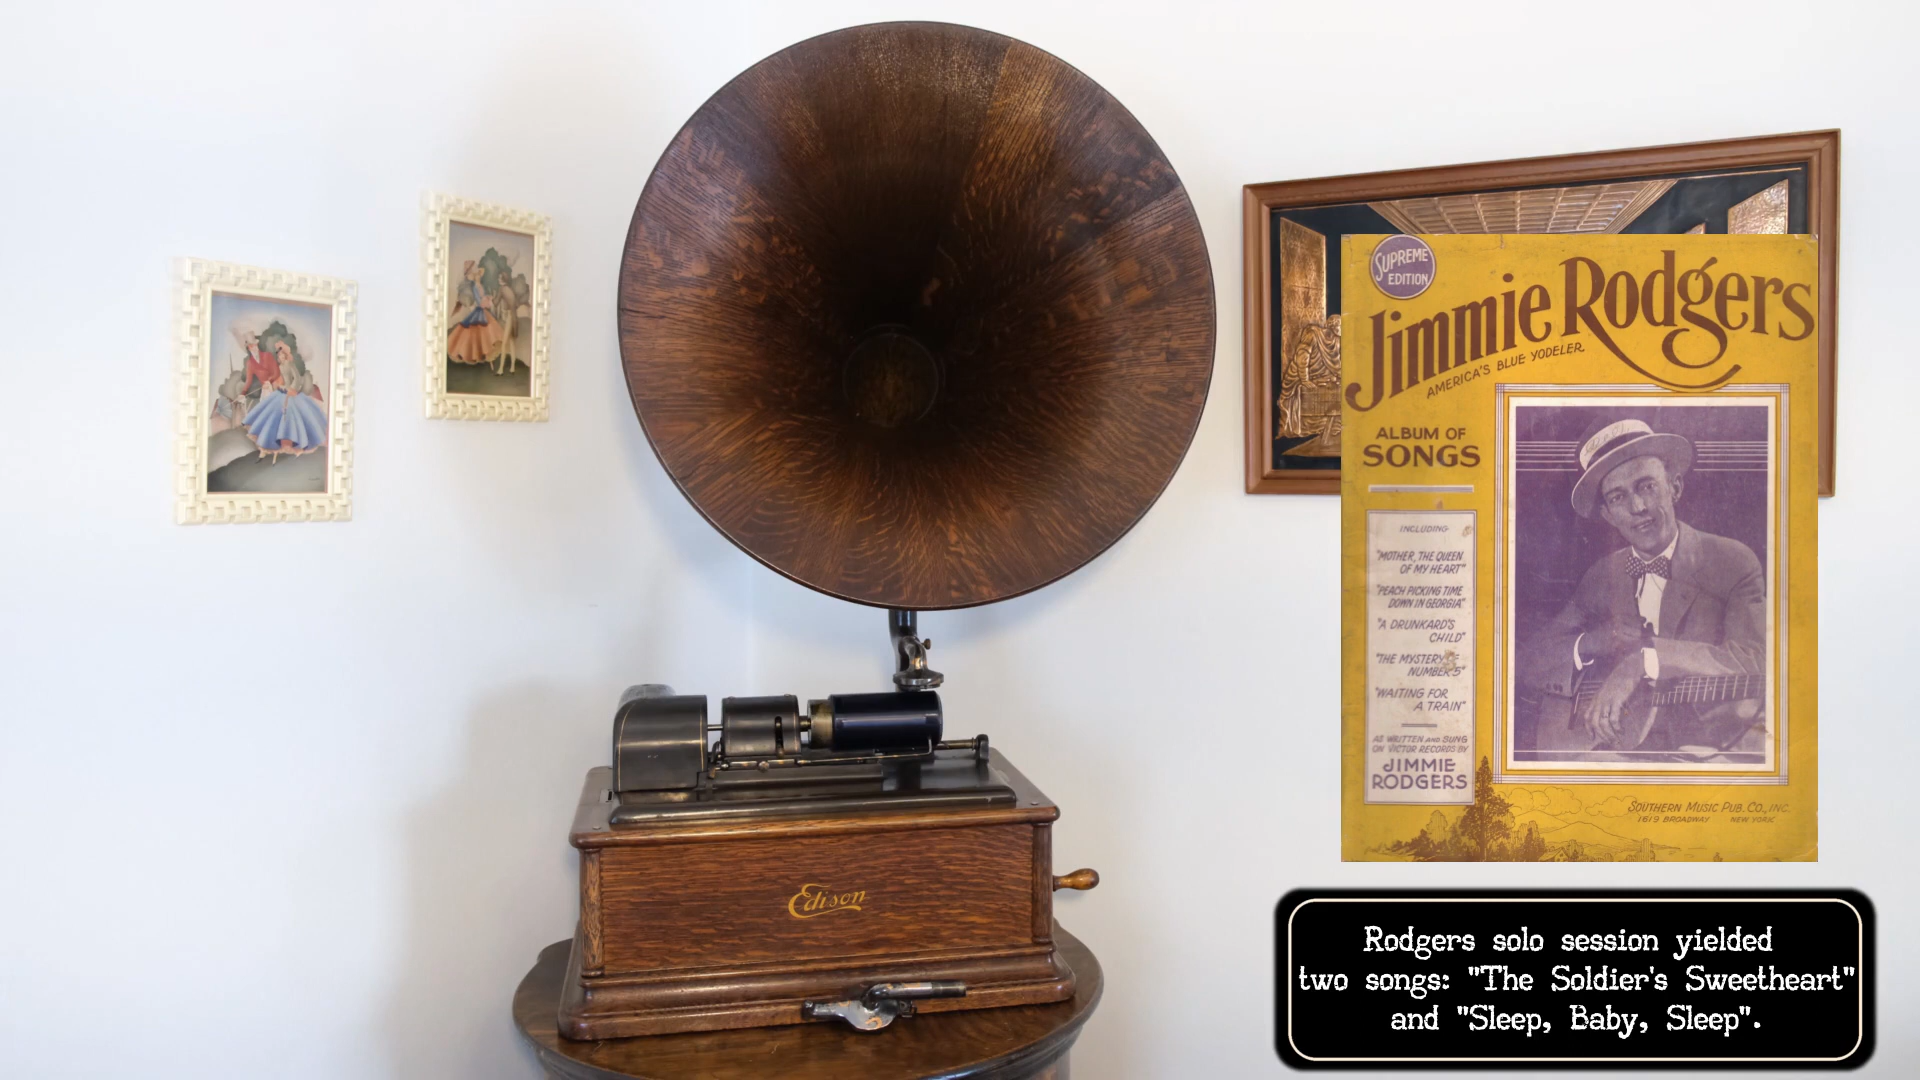 SUPREME
EDITION
Jimmie Rodgers
AMERICA'S BLUE YODELER
ALBUM OF
SONGS
INCLUDING
"MOTHER, THE QUEEN
OF MY HEART"
"PEACH PICKING TIME
DOWN IN GEORGIA"
"A DRUNKARD'S
CHILD"
"THE MYSTERY OF
NUMBER 5"
"WAITING FOR
A TRAIN"
AS WRITTEN AND SUNG
ON VICTOR RECORDS BY
JIMMIE
RODGERS
SOUTHERN MUSIC PUB. CO., INC.
1619 BROADWAY NEW YORK
Edison
Rodgers solo session yielded
two songs: "The Soldier's Sweetheart"
and "Sleep, Baby, Sleep".